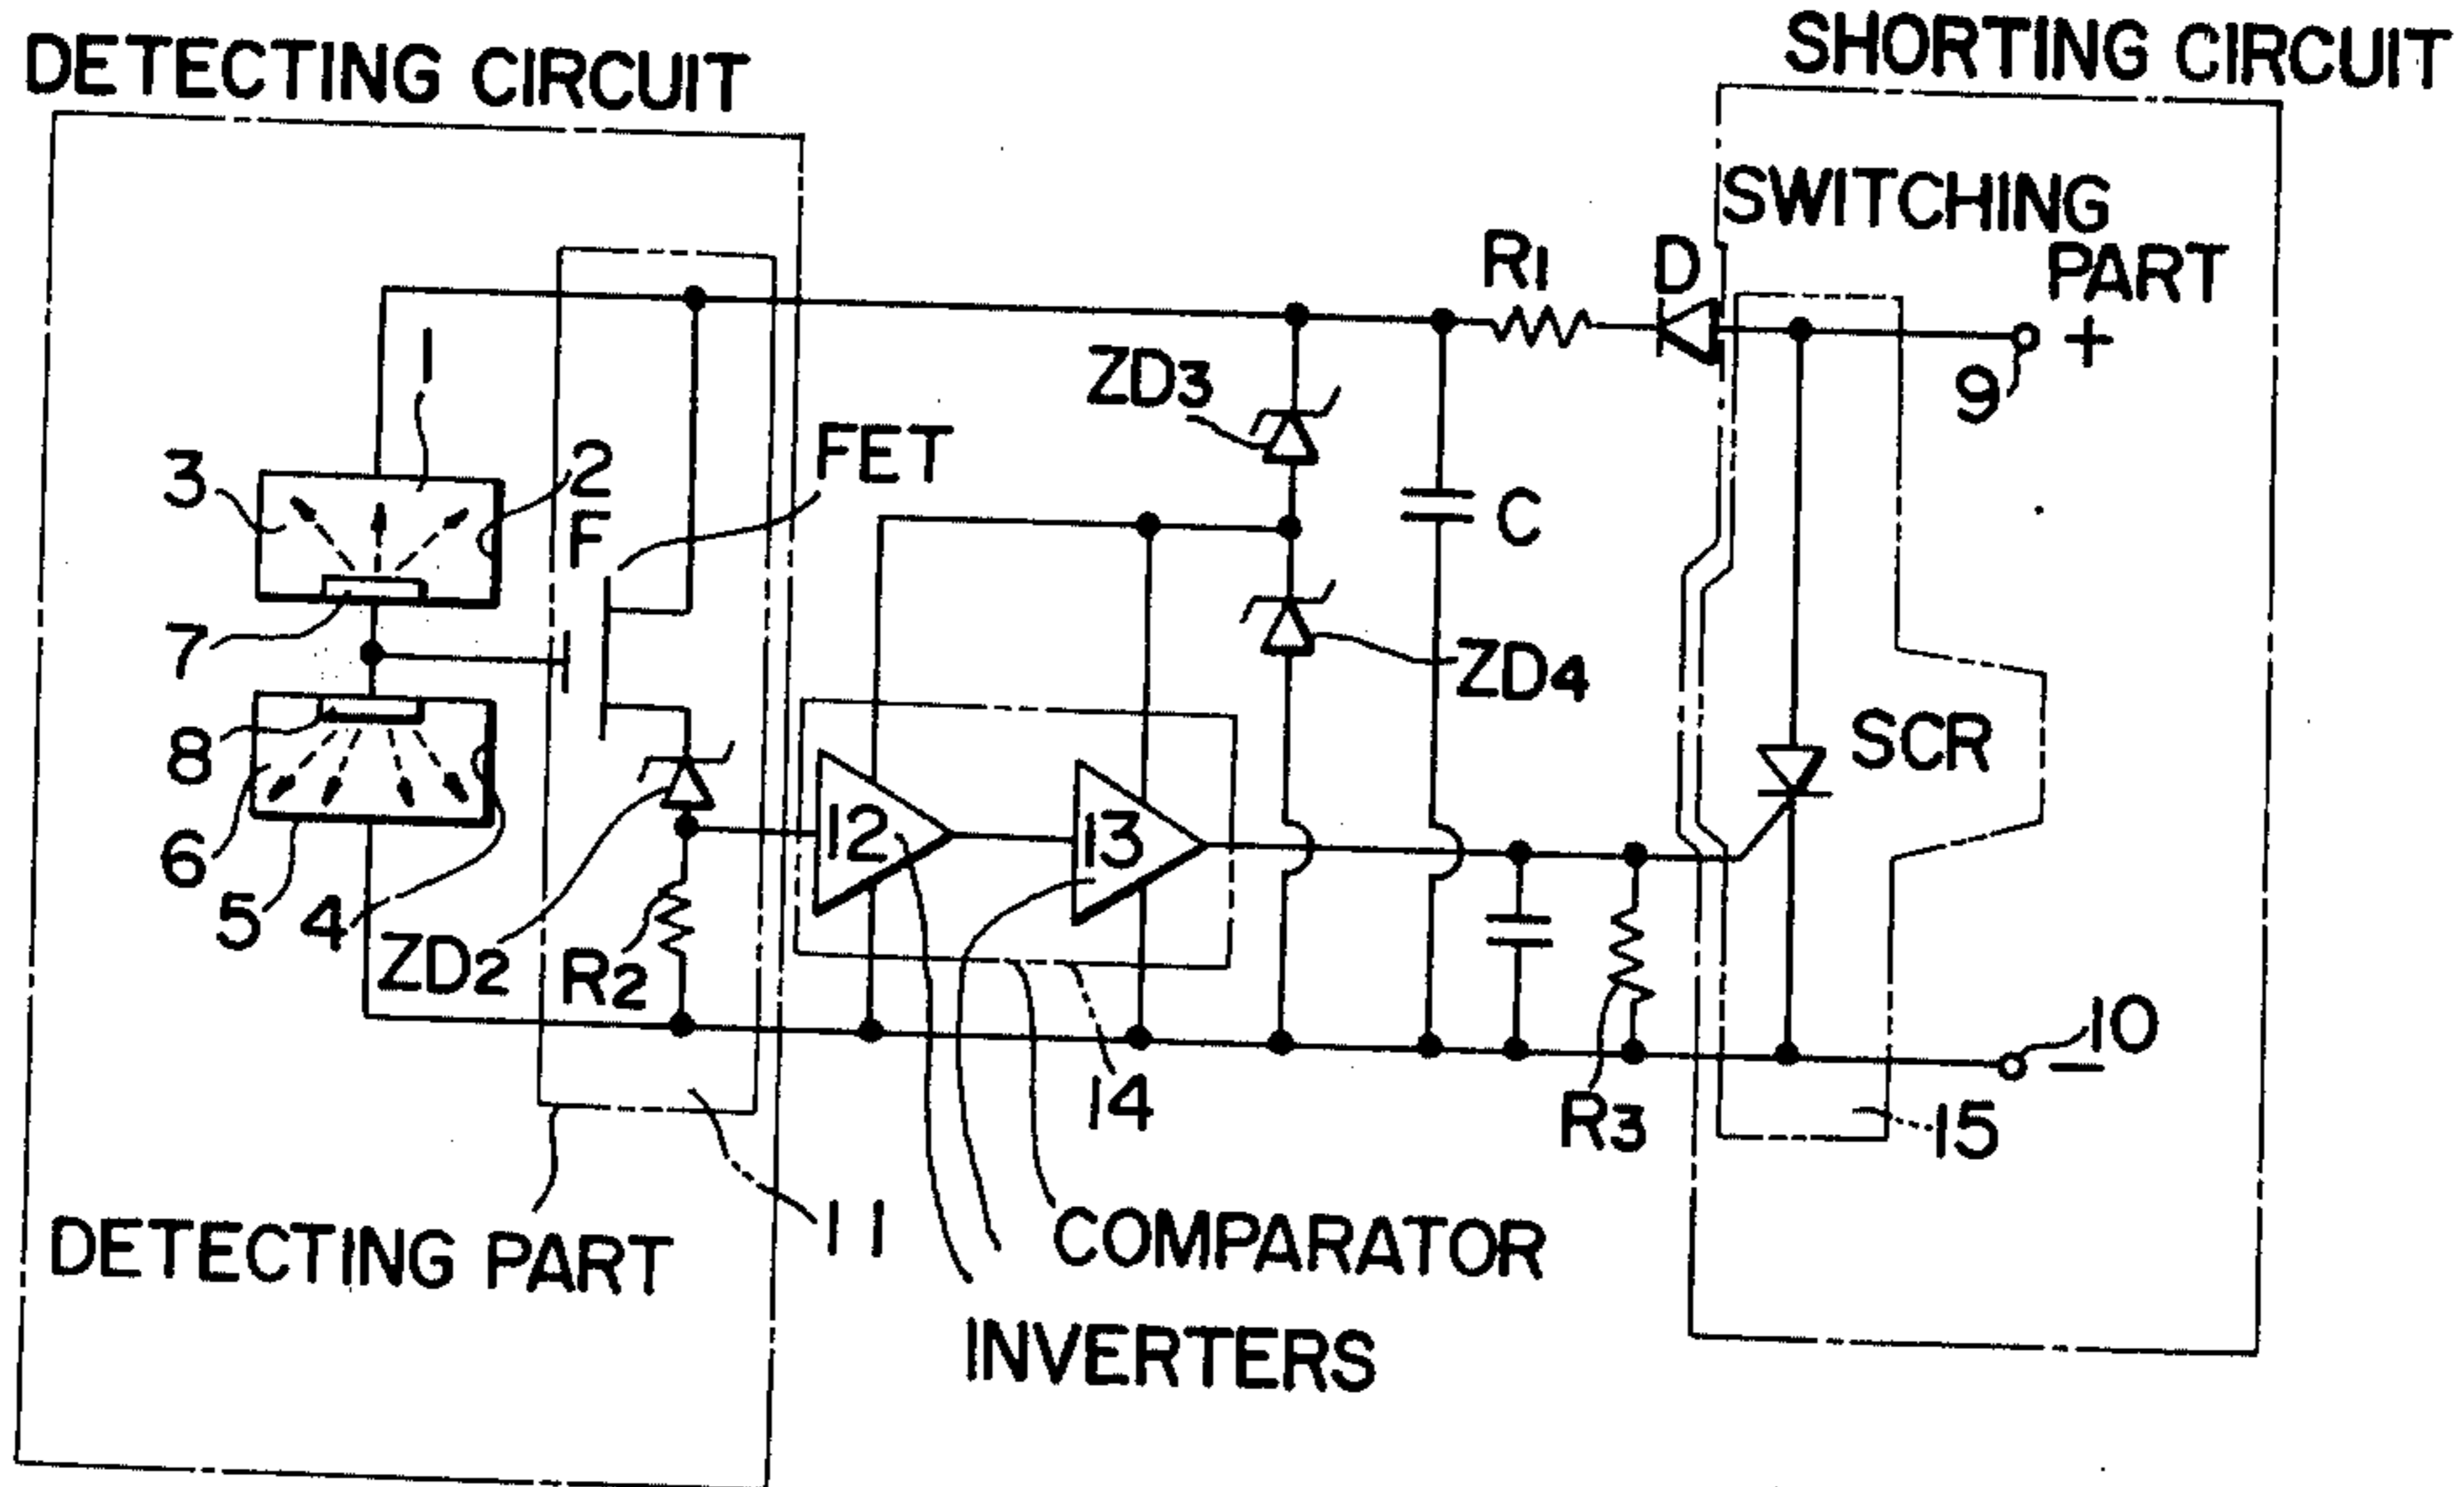 DETECTING CIRCUIT
SHORTING CIRCUIT
SWITCHING
PART
R1
D
+
9
1
ZD3
3
2
F
FET
C
7
ZD4
8
SCR
12
13
6
5
4
ZD2
R2
10
−
14
R3
15
11
DETECTING PART
COMPARATOR
INVERTERS